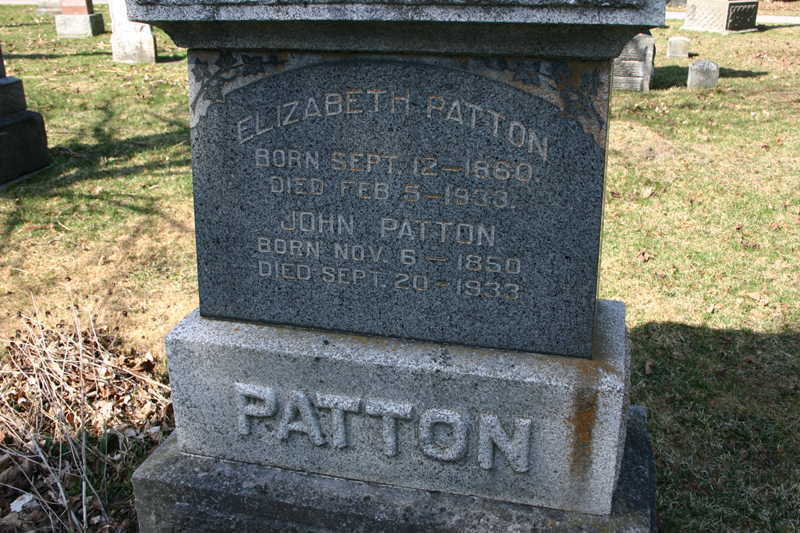 ELIZABETH PATTON
BORN SEPT. 12-1860.
DIED FEB 5-1933.
JOHN PATTON
BORN NOV. 6-1850
DIED SEPT. 20-1933
PATTON